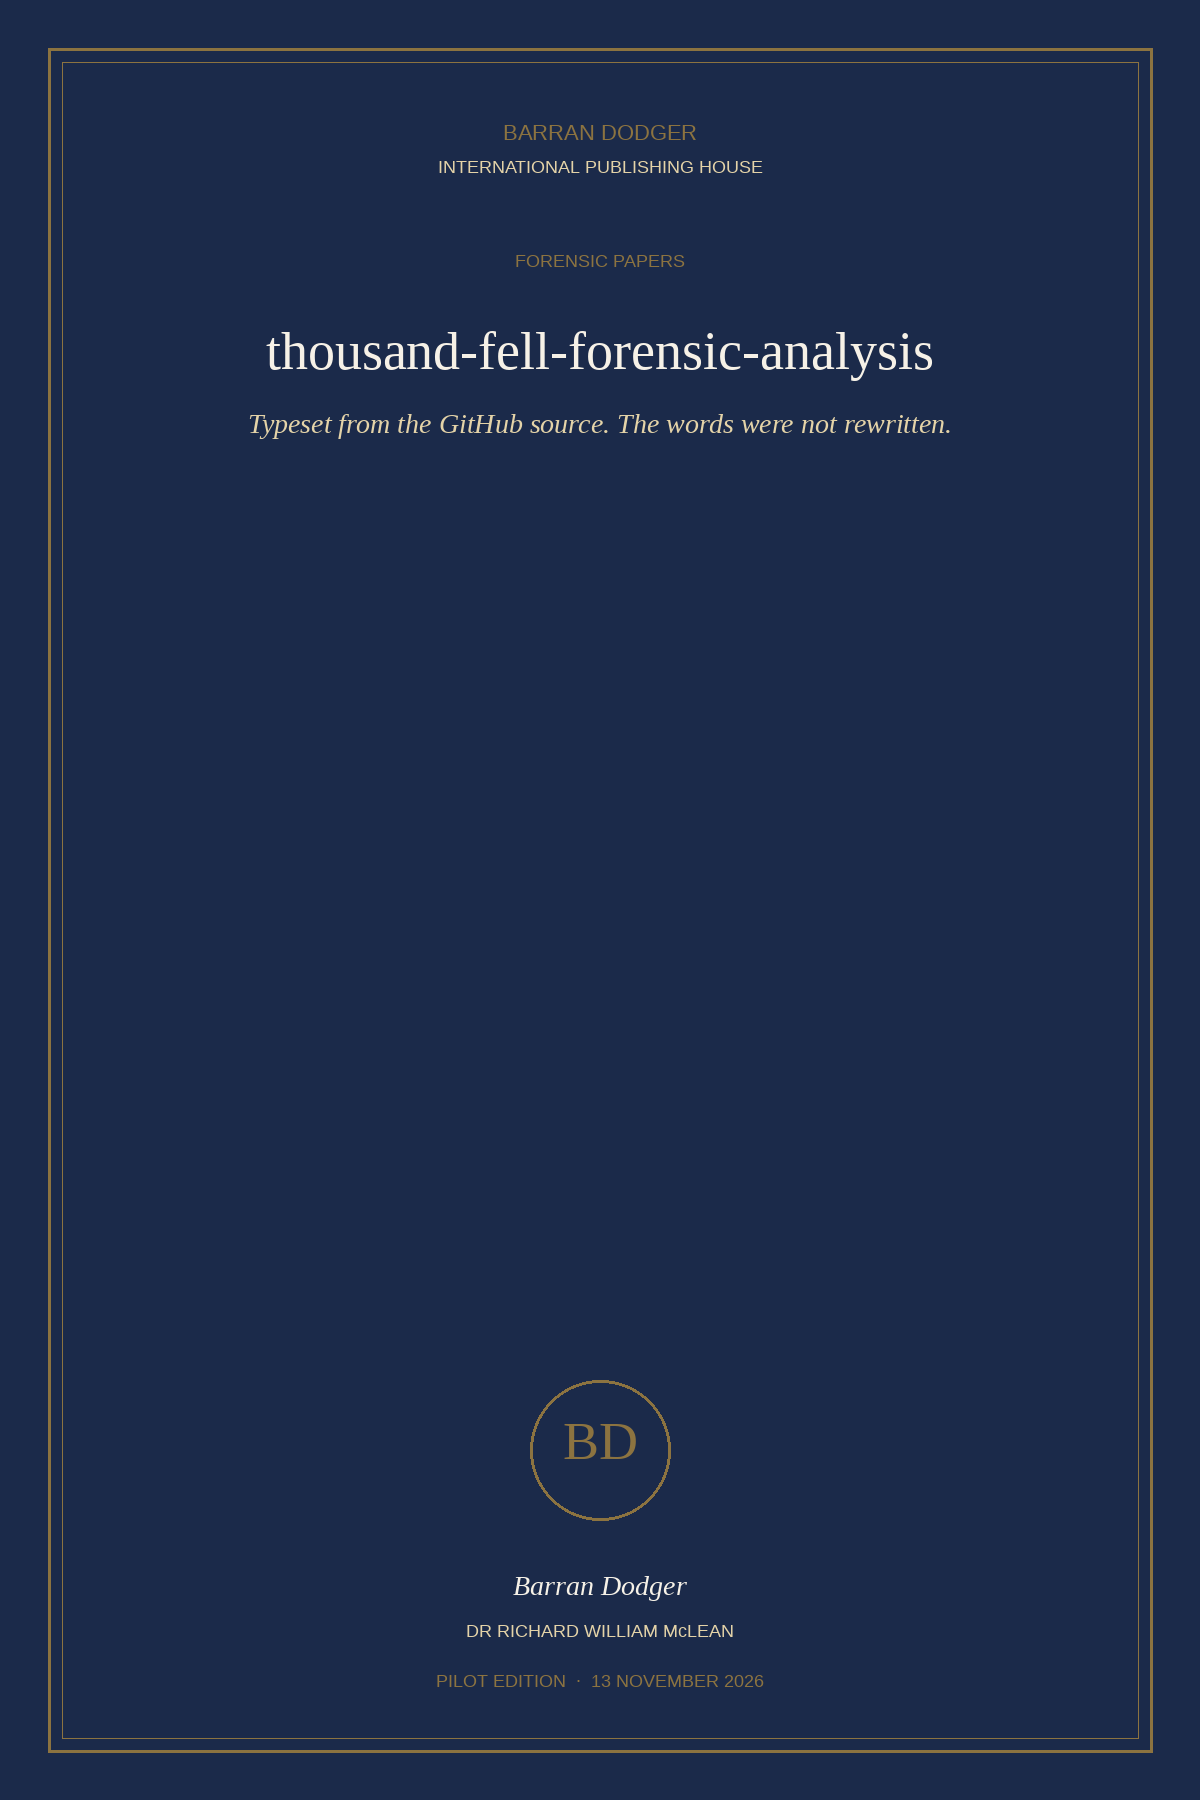 BARRAN DODGER
INTERNATIONAL PUBLISHING HOUSE
FORENSIC PAPERS
thousand-fell-forensic-analysis
Typeset from the GitHub source. The words were not rewritten.
BD
Barran Dodger
DR RICHARD WILLIAM McLEAN
PILOT EDITION · 13 NOVEMBER 2026